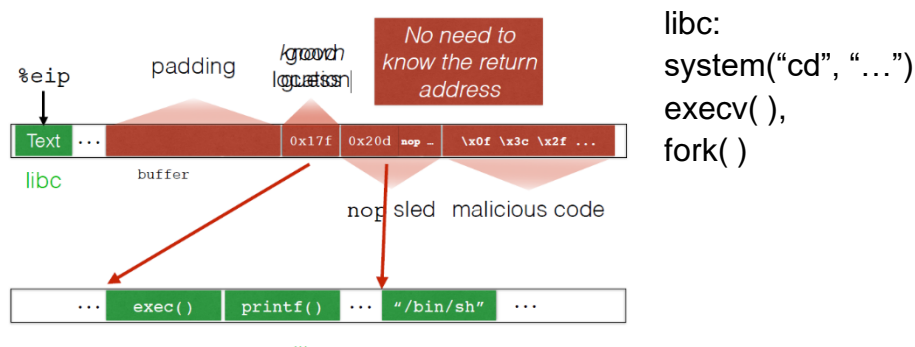 No need to
know the return
address
padding
%eip
Text ... 0x17f 0x20d nop … \x0f \x3c \x2f ...
libc
buffer
nop sled malicious code
... exec() printf() ... "/bin/sh" ...
libc:
system(“cd”, “…”)
execv( ),
fork( )